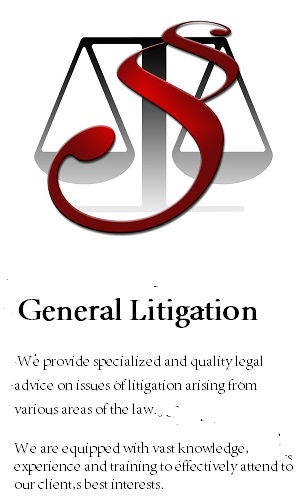 General Litigation
We provide specialized and quality legal
advice on issues of litigation arising from
various areas of the law.
We are equipped with vast knowledge,
experience and training to effectively attend to
our client,s best interests.